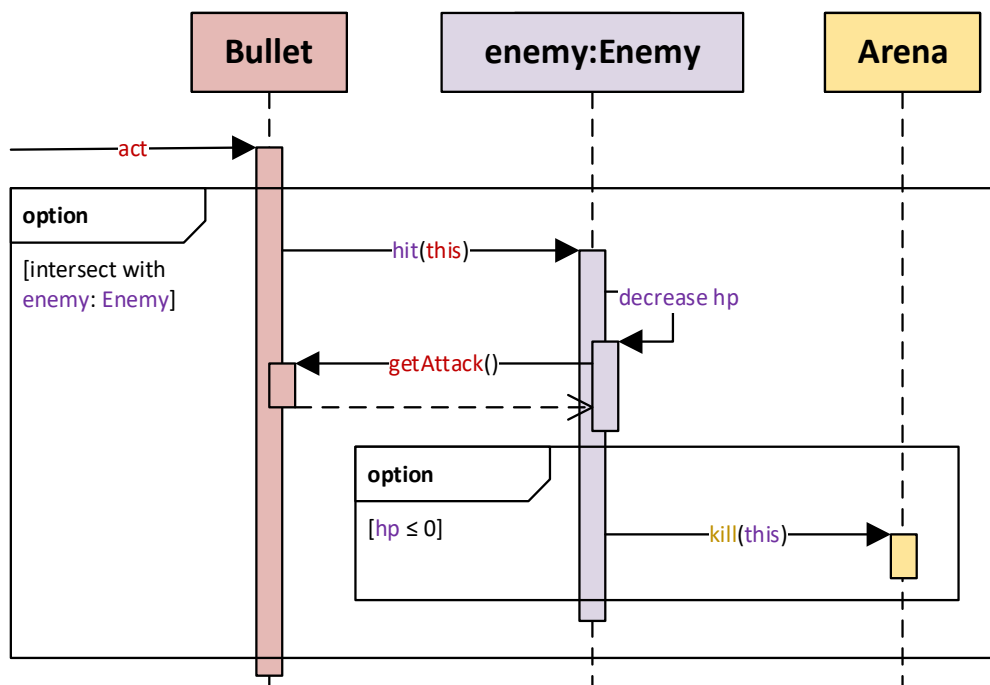 Bullet
enemy:Enemy
Arena
act
option
[intersect with
enemy: Enemy]
hit(this)
decrease hp
getAttack()
option
[hp ≤ 0]
kill(this)